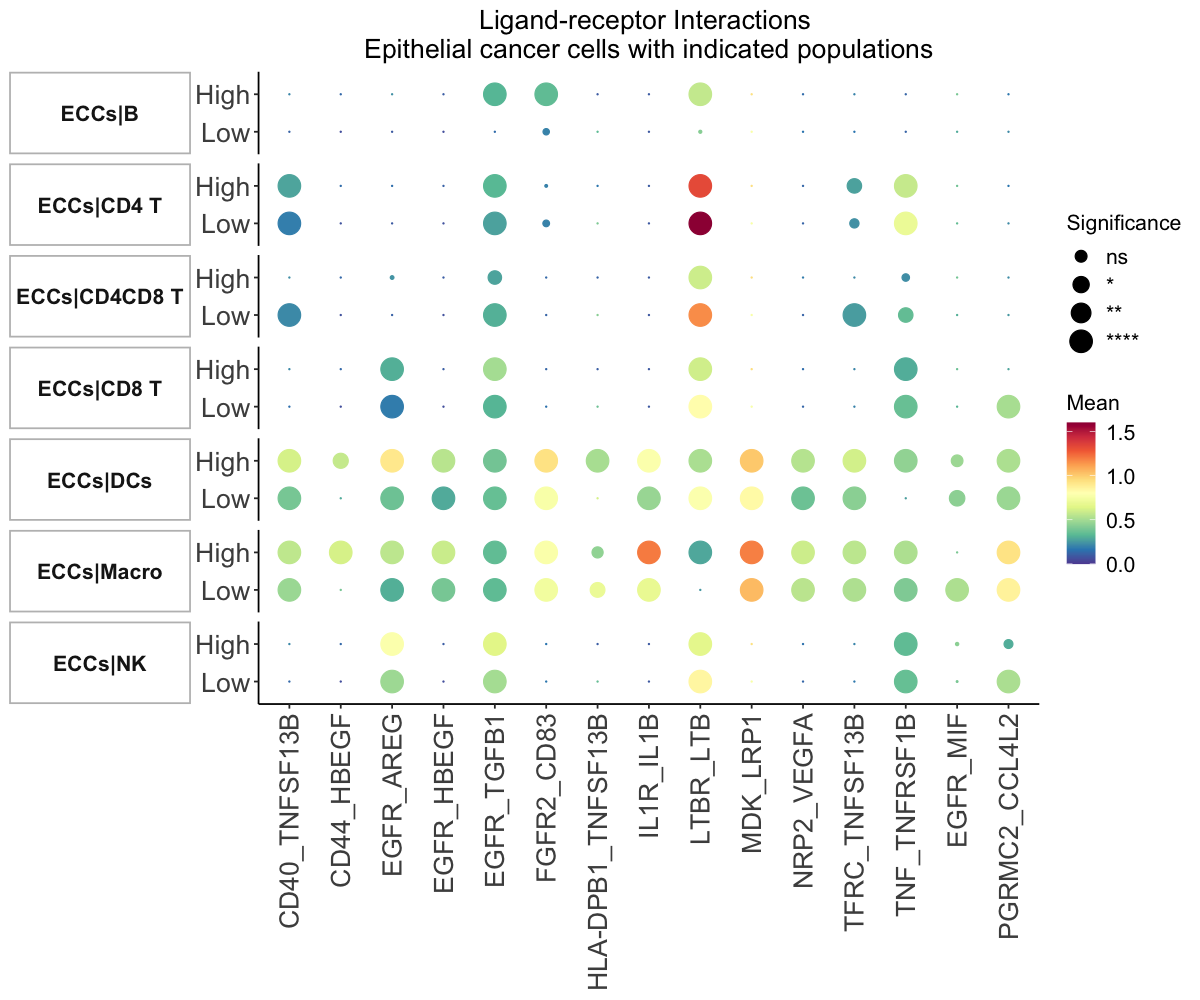 Ligand-receptor Interactions
Epithelial cancer cells with indicated populations
ECCs|B
High
Low
ECCs|CD4 T
High
Low
ECCs|CD4CD8 T
High
Low
ECCs|CD8 T
High
Low
ECCs|DCs
High
Low
ECCs|Macro
High
Low
ECCs|NK
High
Low
CD40_TNFSF13B
CD44_HBEGF
EGFR_AREG
EGFR_HBEGF
EGFR_TGFB1
FGFR2_CD83
HLA-DPB1_TNFSF13B
IL1R_IL1B
LTBR_LTB
MDK_LRP1
NRP2_VEGFA
TFRC_TNFSF13B
TNF_TNFRSF1B
EGFR_MIF
PGRMC2_CCL4L2
Significance
ns
*
**
****
Mean
1.5
1.0
0.5
0.0